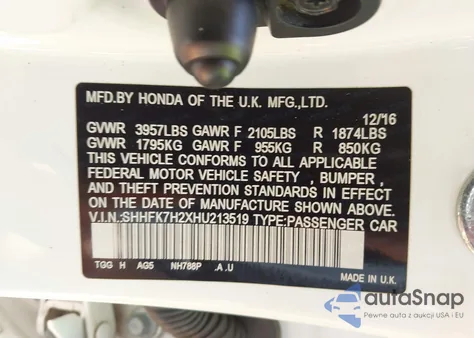 MFD.BY HONDA OF THE U.K. MFG.,LTD.
12/16
GVWR 3957LBS GAWR F 2105LBS R 1874LBS
GVWR 1795KG GAWR F 955KG R 850KG
THIS VEHICLE CONFORMS TO ALL APPLICABLE
FEDERAL MOTOR VEHICLE SAFETY , BUMPER ,
AND THEFT PREVENTION STANDARDS IN EFFECT
ON THE DATE OF MANUFACTURE SHOWN ABOVE.
V.I.N.:SHHFK7H2XHU213519 TYPE:PASSENGER CAR
TGG H AG5 NH788P .A .U
MADE IN U.K.
autoSnap
Pewne auta z aukcji USA i EU